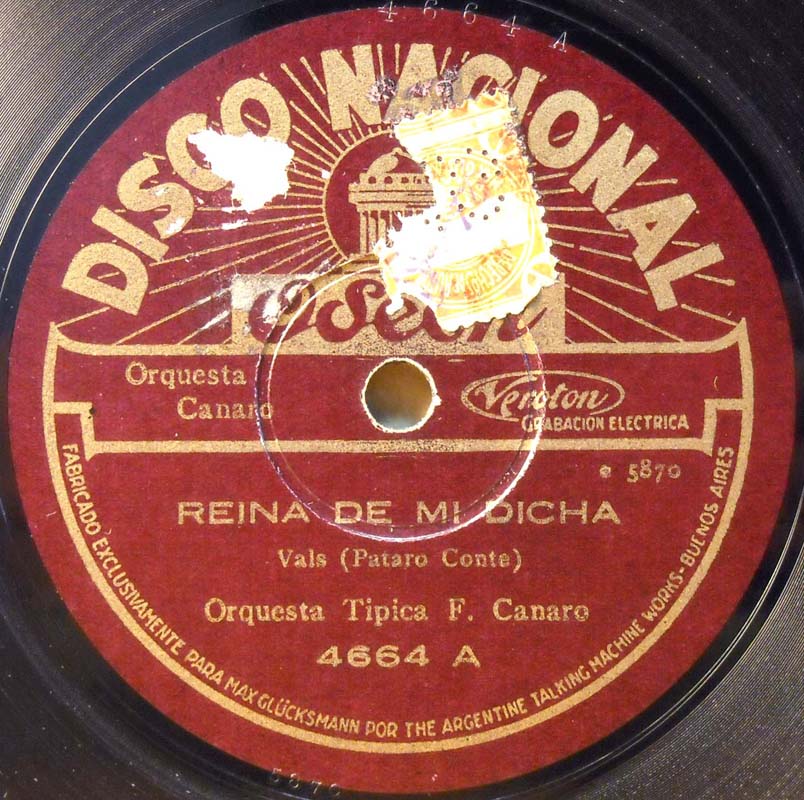 4664 A
DISCO NACIONAL
Odeon
Orquesta
Canaro
Veroton
GRABACION ELECTRICA
e 5870
REINA DE MI DICHA
Vals (Pataro Conte)
Orquesta Tipica F. Canaro
4664 A
FABRICADO EXCLUSIVAMENTE PARA MAX GLÜCKSMANN POR THE ARGENTINE TALKING MACHINE WORKS - BUENOS AIRES
5870